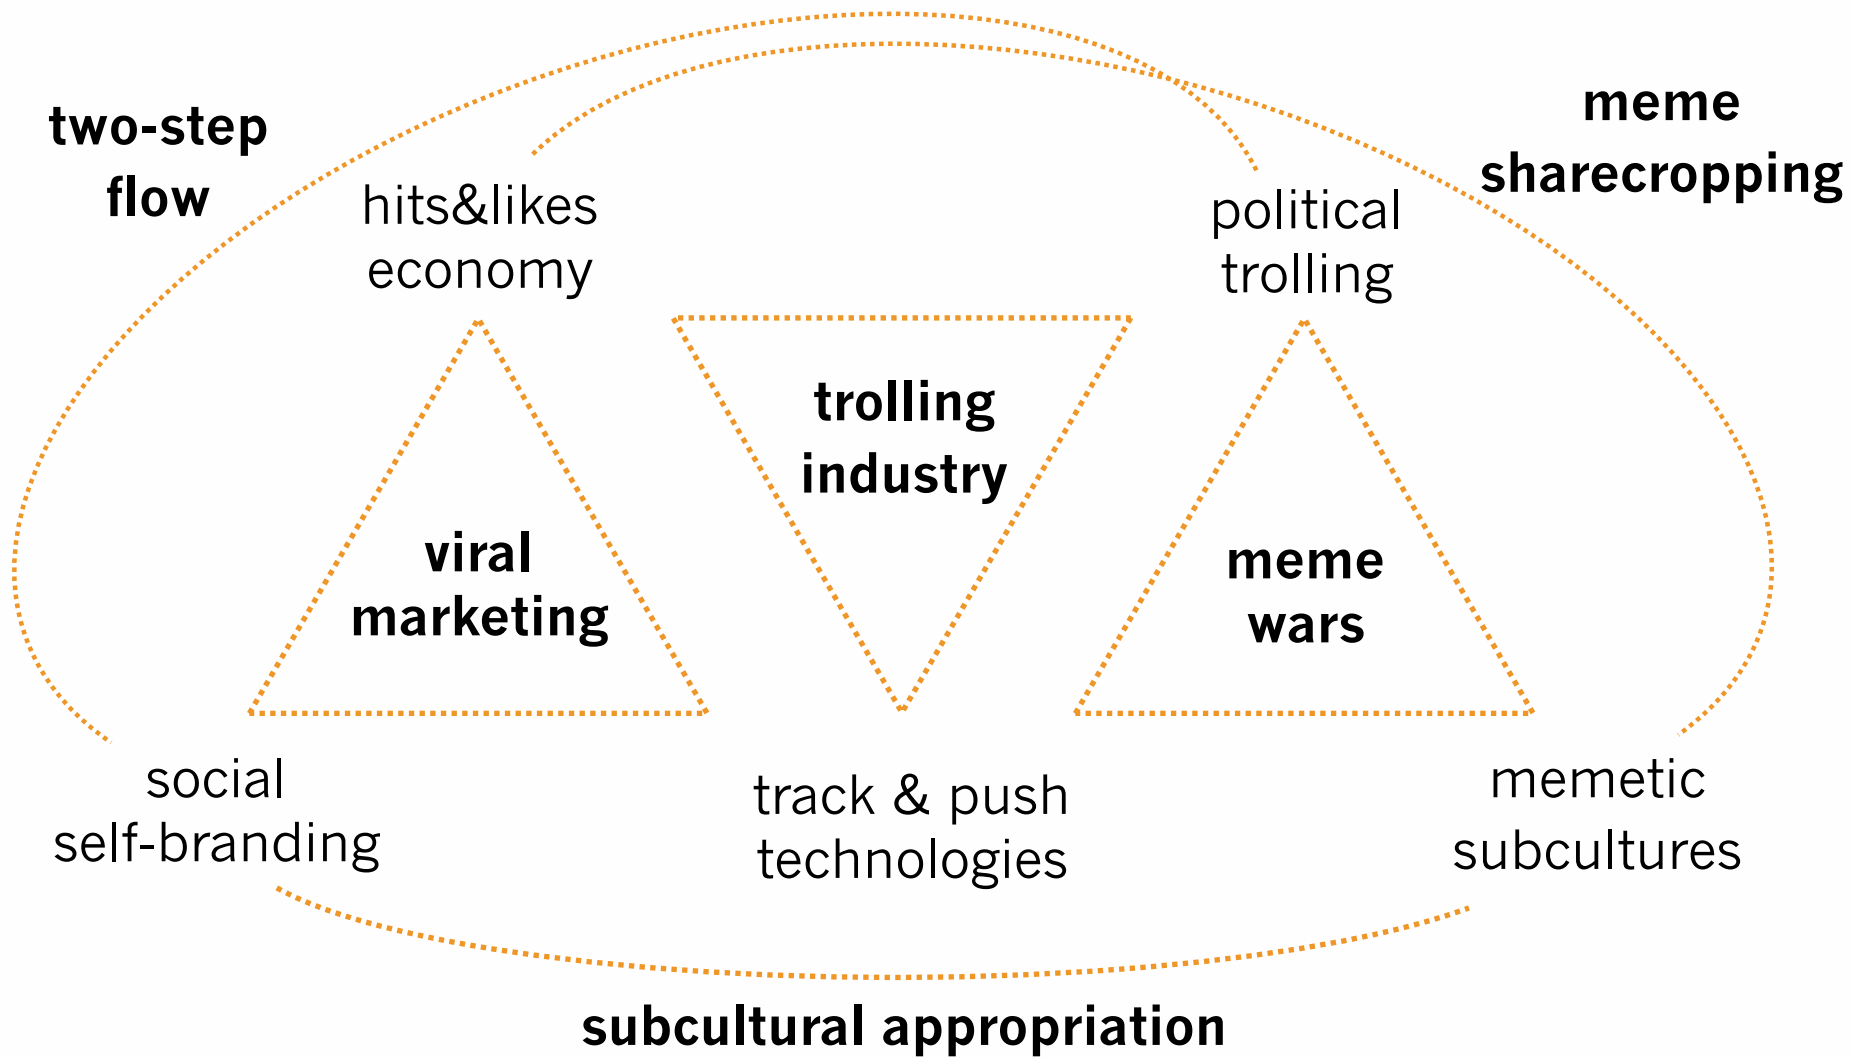 two-step
flow
meme
sharecropping
hits&likes
economy
political
trolling
trolling
industry
viral
marketing
meme
wars
social
self-branding
track & push
technologies
memetic
subcultures
subcultural appropriation